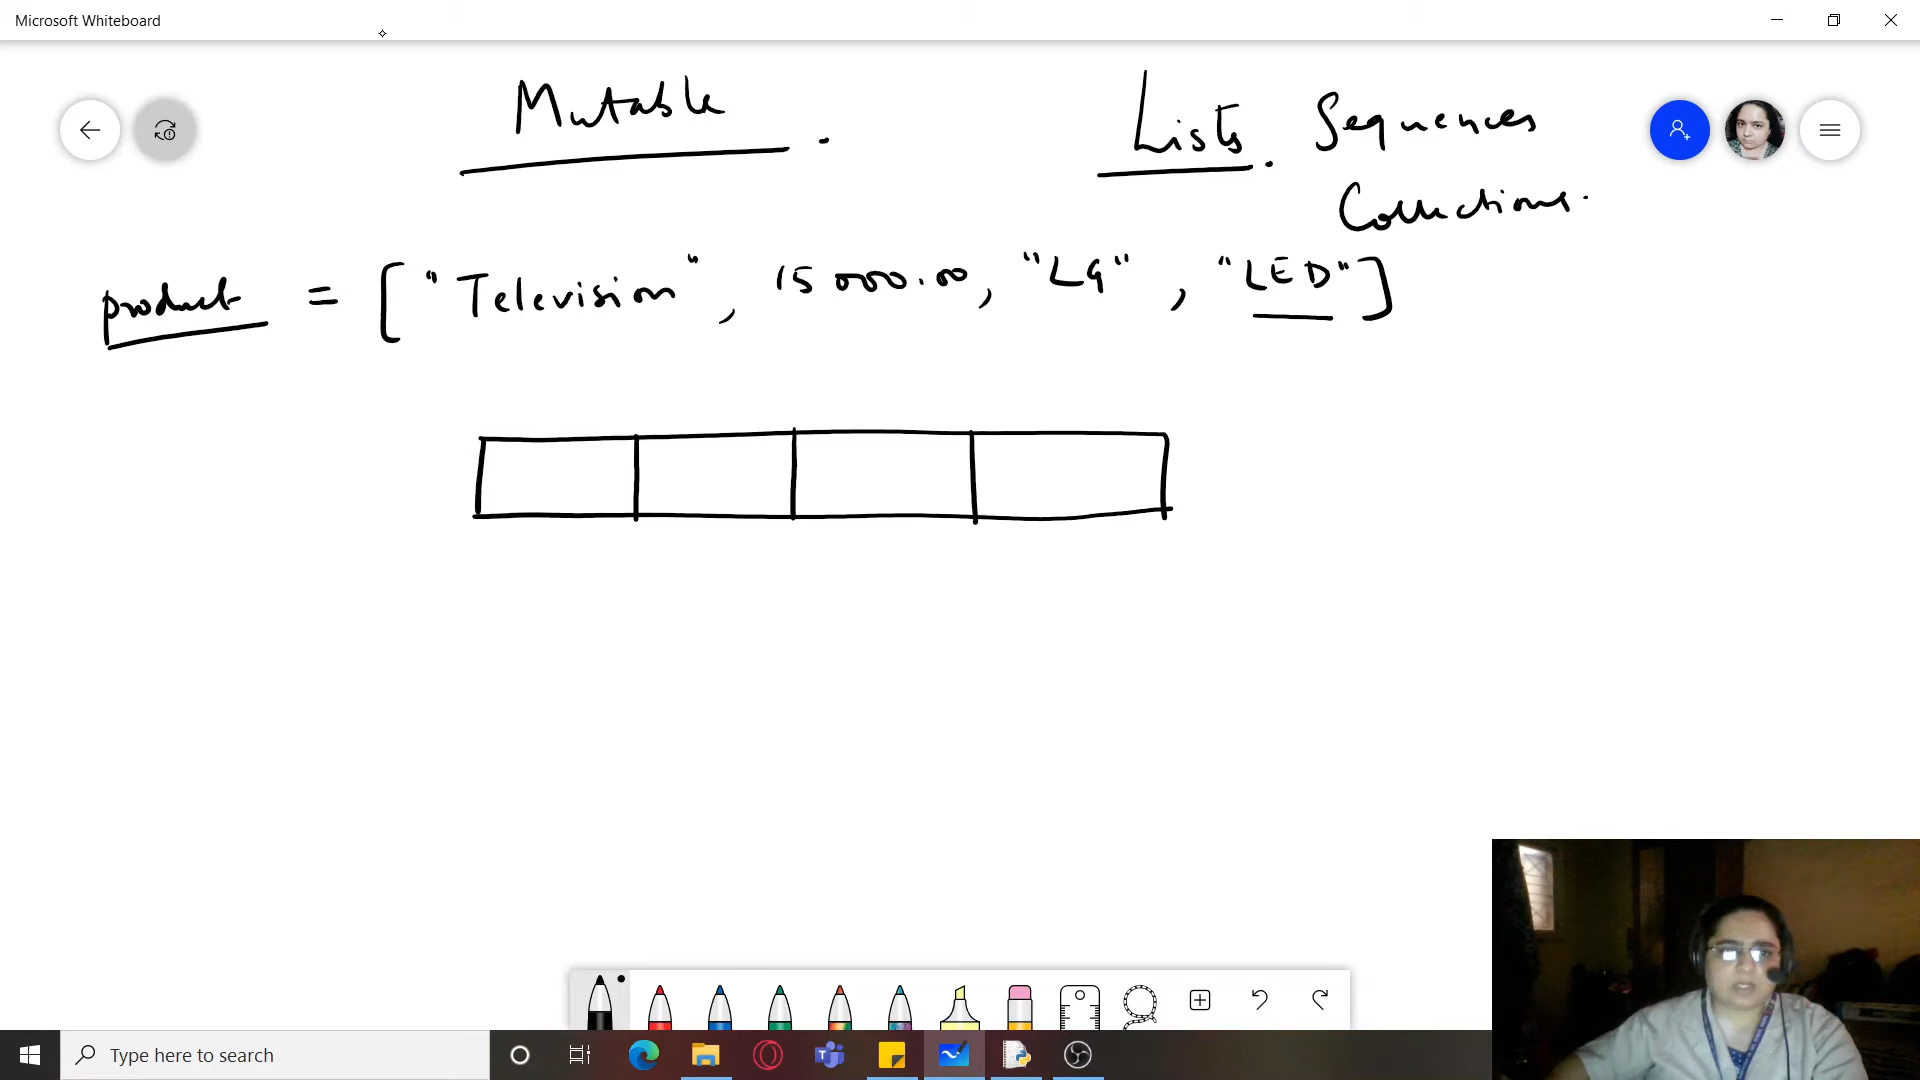 Microsoft Whiteboard
Mutable.
Lists. Sequences
Collections.
product = ["Television", 15000.00, "LG", "LED"]
Type here to search